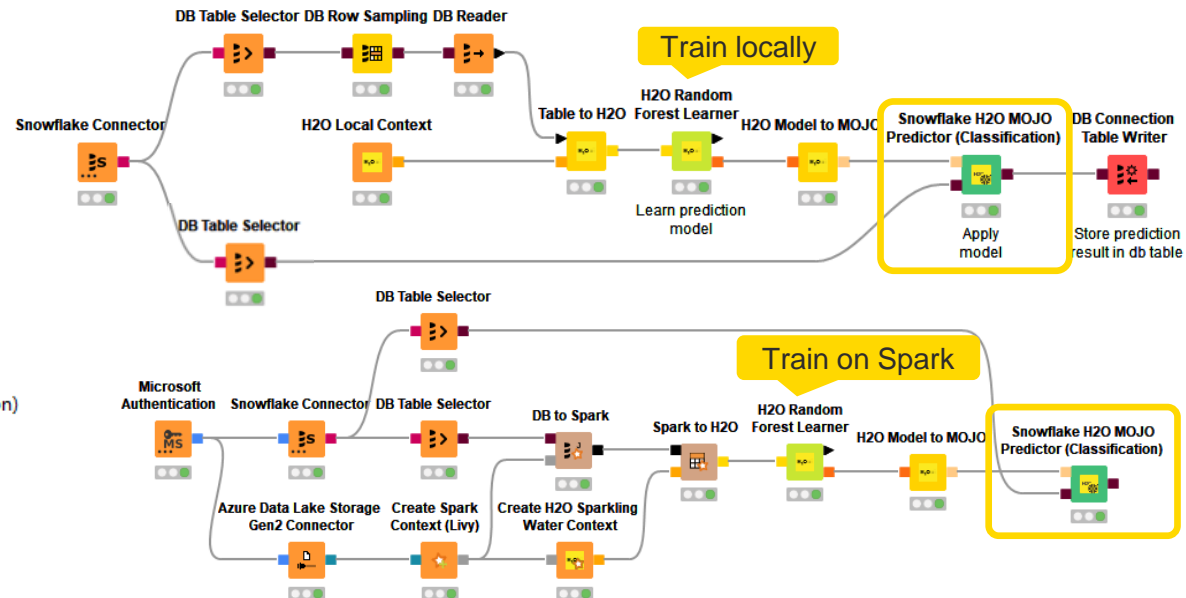 DB Table Selector DB Row Sampling DB Reader
Train locally
Snowflake Connector
H2O Local Context
Table to H2O
H2O Random
Forest Learner
H2O Model to MOJO
Snowflake H2O MOJO
Predictor (Classification)
DB Connection
Table Writer
Learn prediction
model
Apply
model
Store prediction
result in db table
DB Table Selector
DB Table Selector
Train on Spark
on)
Microsoft
Authentication
Snowflake Connector
DB Table Selector
DB to Spark
Spark to H2O
H2O Random
Forest Learner
H2O Model to MOJO
Snowflake H2O MOJO
Predictor (Classification)
Azure Data Lake Storage
Gen2 Connector
Create Spark
Context (Livy)
Create H2O Sparkling
Water Context